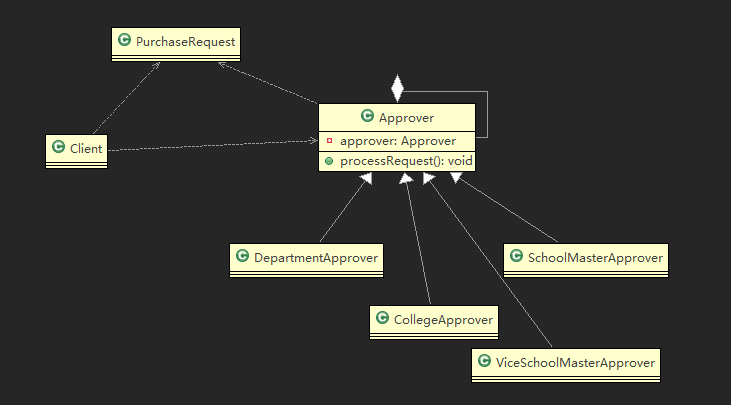 PurchaseRequest
Approver
approver: Approver
processRequest(): void
Client
DepartmentApprover
SchoolMasterApprover
CollegeApprover
ViceSchoolMasterApprover